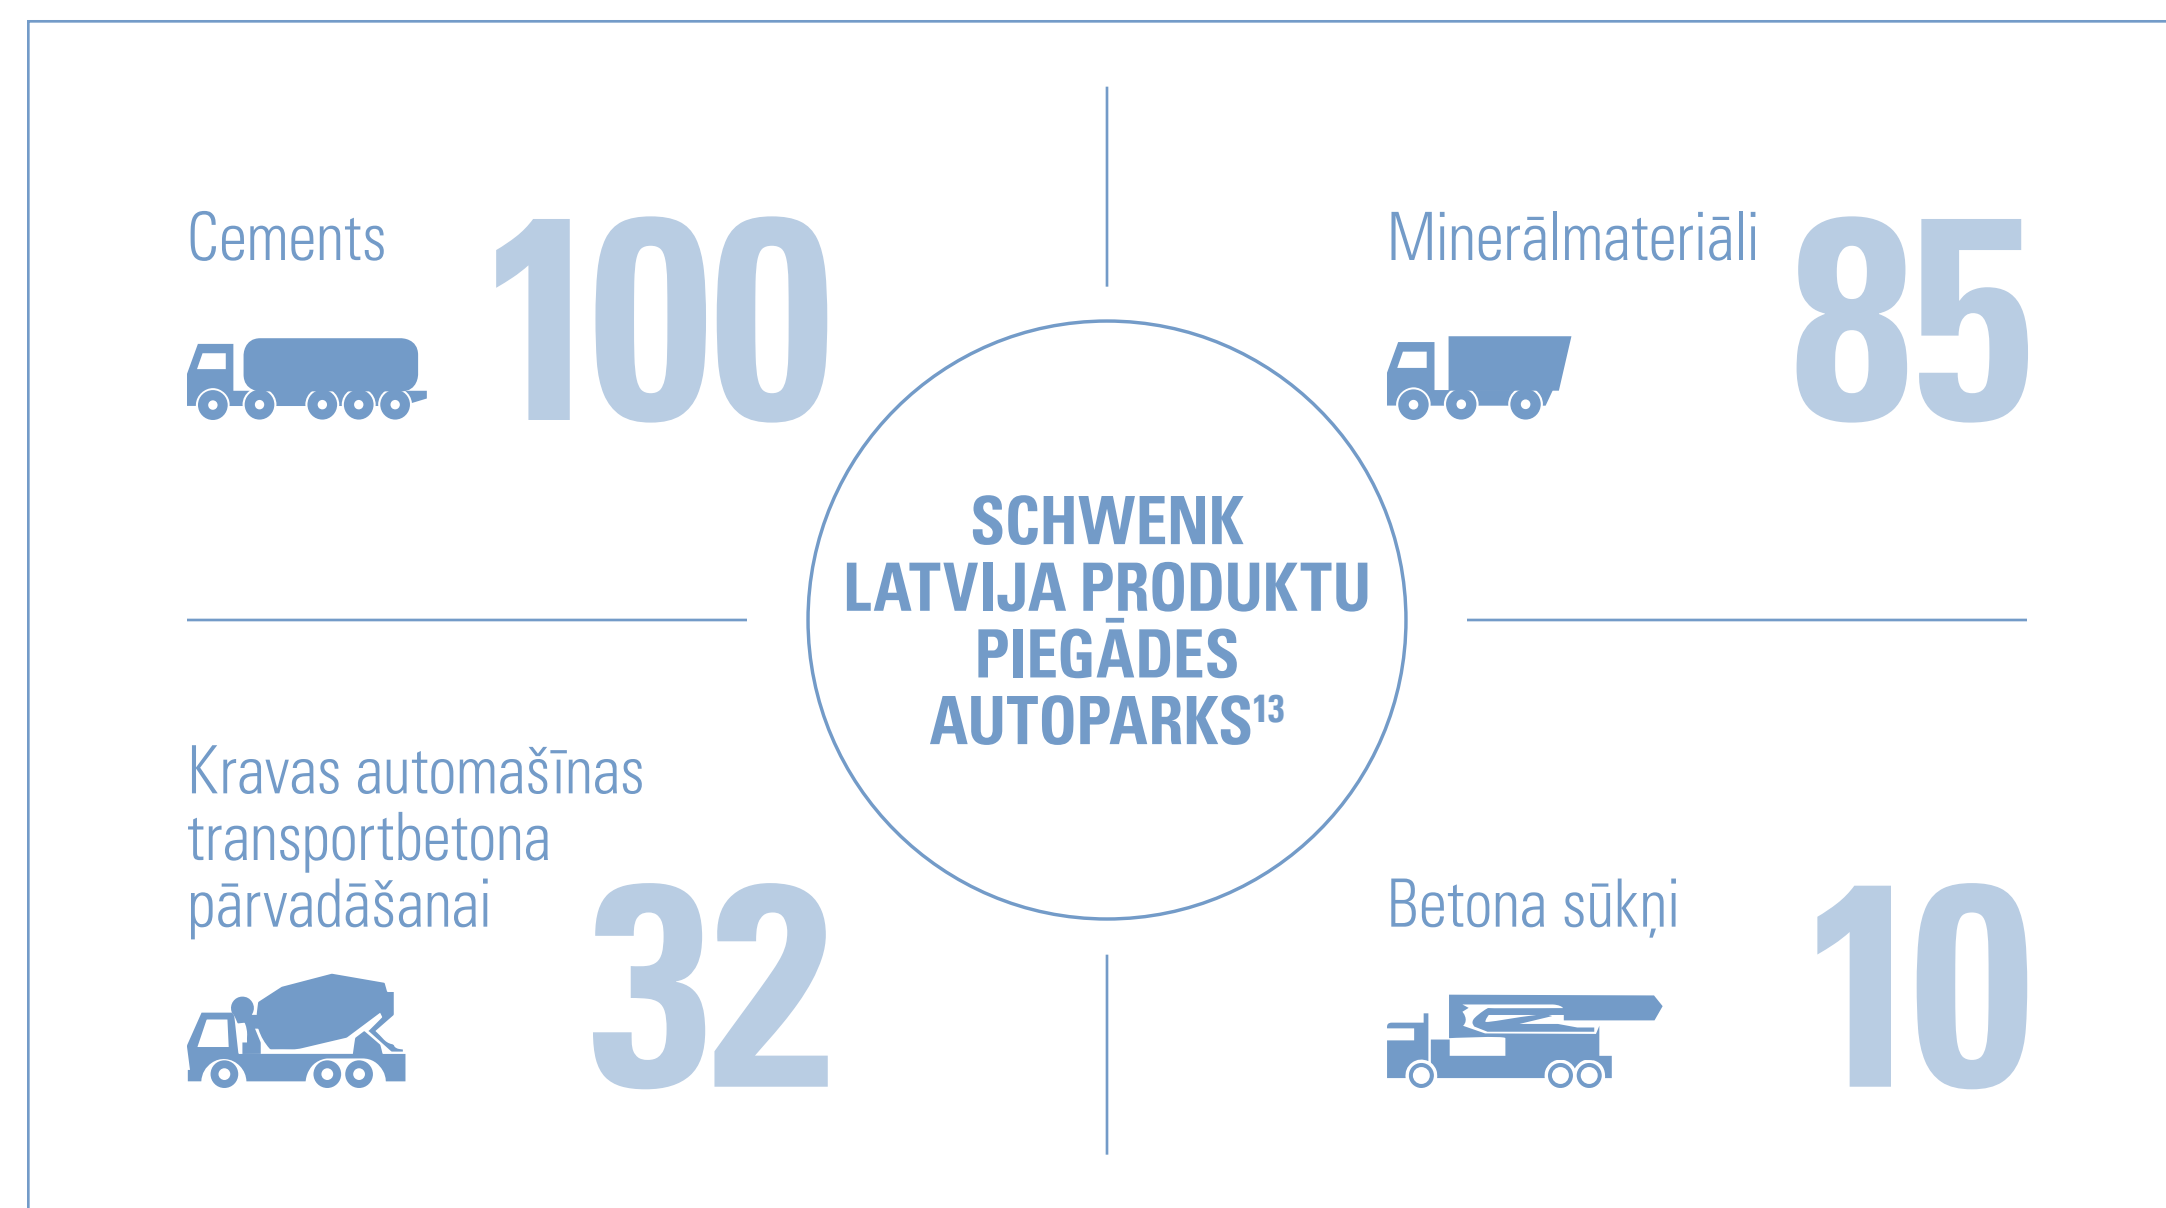 Cements
100
Minerālmateriāli
85
SCHWENK
LATVIJA PRODUKTU
PIEGĀDES
AUTOPARKS¹³
Kravas automašīnas
transportbetona
pārvadāšanai
32
Betona sūkņi
10